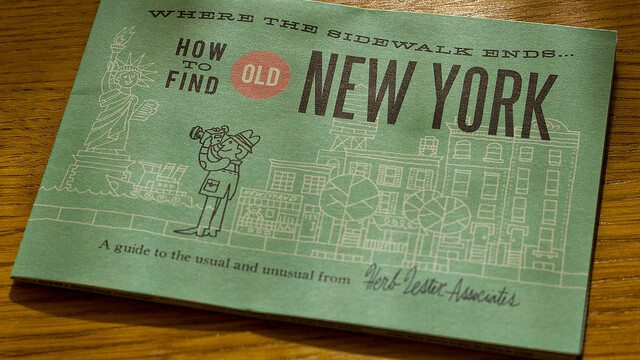 WHERE THE SIDEWALK ENDS...
HOW
TO
FIND
OLD
NEW YORK
A guide to the usual and unusual from Herb Lester Associates